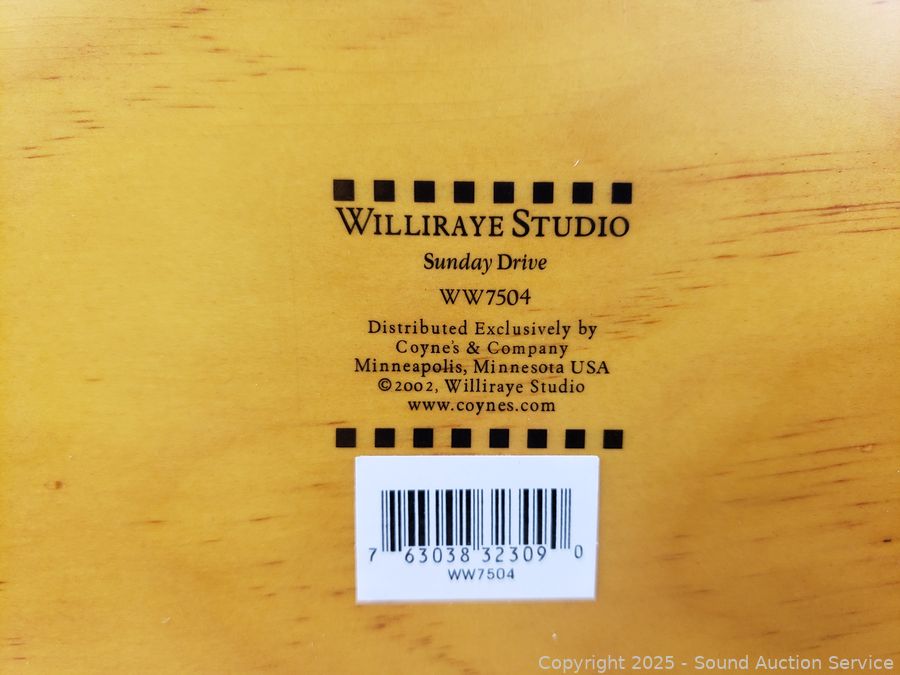 WILLIRAYE STUDIO
Sunday Drive
WW7504
Distributed Exclusively by
Coyne's & Company
Minneapolis, Minnesota USA
©2002, Williraye Studio
www.coynes.com
7 63038 32309 0
WW7504
Copyright 2025 - Sound Auction Service